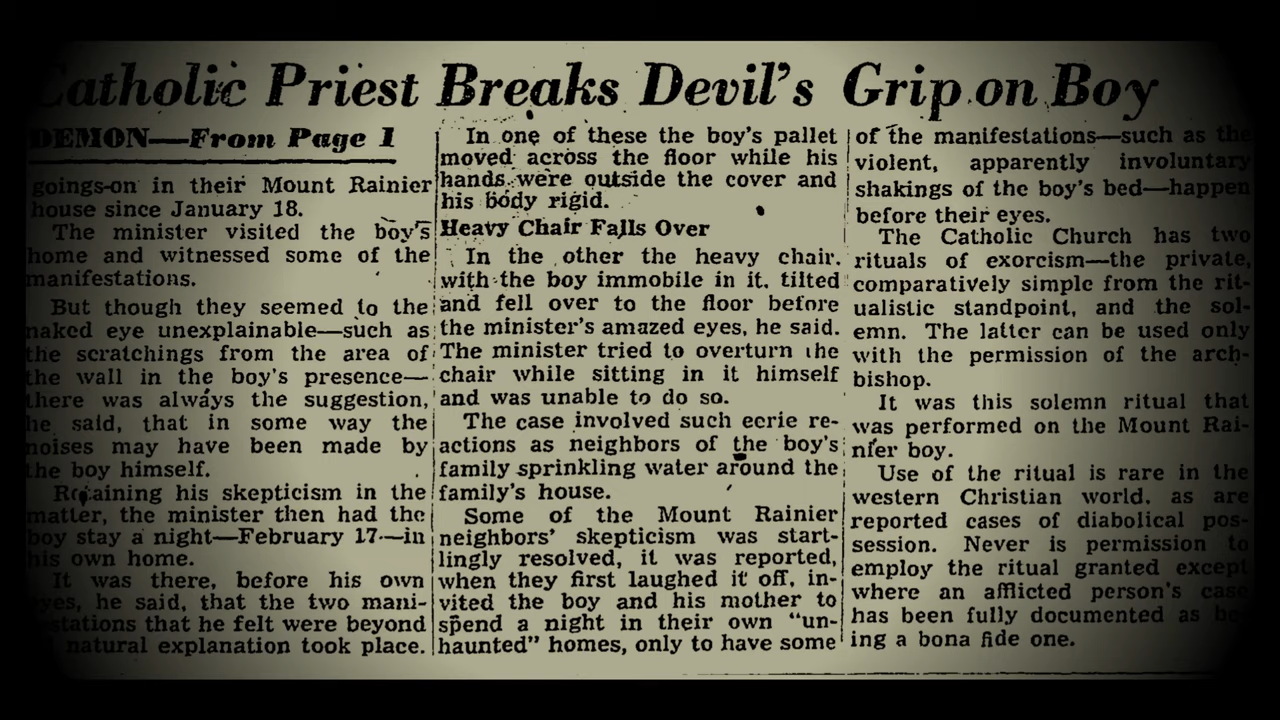 Catholic Priest Breaks Devil's Grip on Boy
DEMON—From Page 1
goings-on in their Mount Rainier
house since January 18.
The minister visited the boy's
home and witnessed some of the
manifestations.
But though they seemed to the
naked eye unexplainable—such as
the scratchings from the area of
the wall in the boy's presence—
there was always the suggestion,
he said, that in some way the
noises may have been made by
the boy himself.
Retaining his skepticism in the
matter, the minister then had the
boy stay a night—February 17—in
his own home.
It was there, before his own
eyes, he said, that the two mani-
stations that he felt were beyond
natural explanation took place.
In one of these the boy's pallet
moved across the floor while his
hands were outside the cover and
his body rigid.
Heavy Chair Falls Over
In the other the heavy chair,
with the boy immobile in it, tilted
and fell over to the floor before
the minister's amazed eyes, he said.
The minister tried to overturn the
chair while sitting in it himself
and was unable to do so.
The case involved such eerie re-
actions as neighbors of the boy's
family sprinkling water around the
family's house.
Some of the Mount Rainier
neighbors' skepticism was start-
lingly resolved, it was reported,
when they first laughed it off, in-
vited the boy and his mother to
spend a night in their own "un-
haunted" homes, only to have some
of the manifestations—such as the
violent, apparently involuntary
shakings of the boy's bed—happen
before their eyes.
The Catholic Church has two
rituals of exorcism—the private,
comparatively simple from the rit-
ualistic standpoint, and the sol-
emn. The latter can be used only
with the permission of the arch-
bishop.
It was this solemn ritual that
was performed on the Mount Rai-
nier boy.
Use of the ritual is rare in the
western Christian world, as are
reported cases of diabolical pos-
session. Never is permission to
employ the ritual granted except
where an afflicted person's case
has been fully documented as be-
ing a bona fide one.